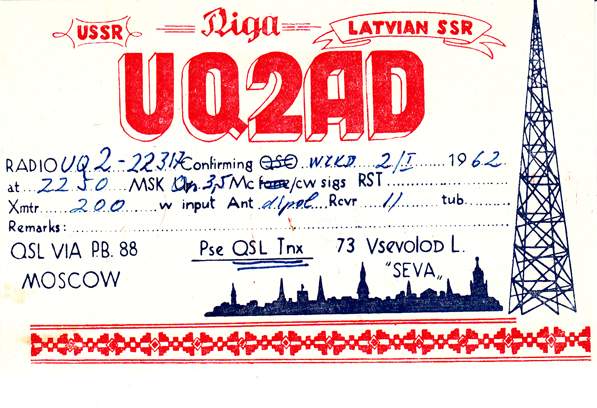 USSR Riga LATVIAN SSR
UQ2AD
RADIO UQ2-22317 Confirming QSO WKD 2/I 1962
at 2250 MSK On 3,5 Mc fone/cw sigs RST
Xmtr 200 w input Ant dipol Rcvr 11 tub.
Remarks:
QSL VIA P.B. 88 Pse QSL Tnx 73 Vsevolod L.
MOSCOW "SEVA„